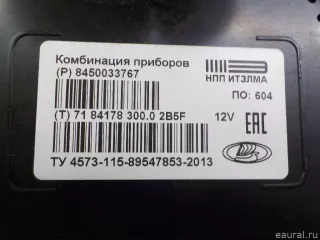 Комбинация приборов
(P) 8450033767
НПП ИТЭЛМА
ПО: 604
(T) 71 84178 300.0 2B5F
12V
EAC
ТУ 4573-115-89547853-2013
eaural.ru